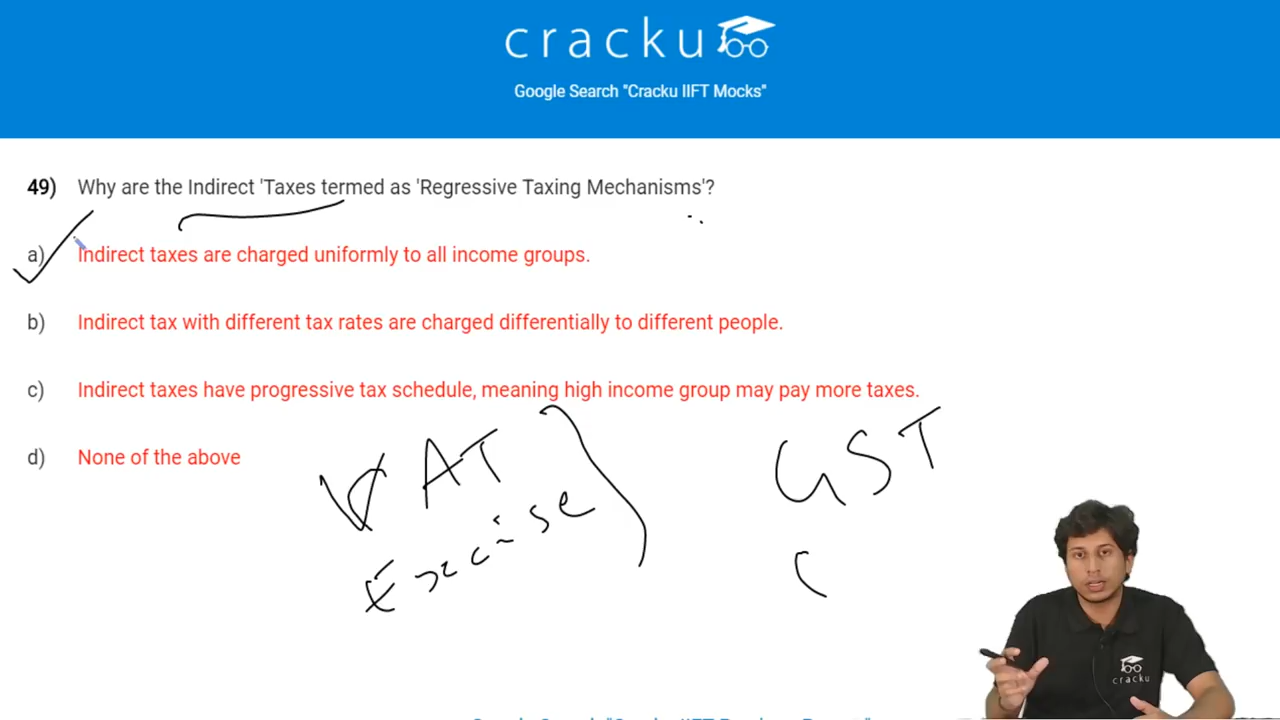 cracku
Google Search "Cracku IIFT Mocks"
49) Why are the Indirect 'Taxes termed as 'Regressive Taxing Mechanisms'?
a) Indirect taxes are charged uniformly to all income groups.
b) Indirect tax with different tax rates are charged differentially to different people.
c) Indirect taxes have progressive tax schedule, meaning high income group may pay more taxes.
d) None of the above
VAT
Excise
GST
cracku